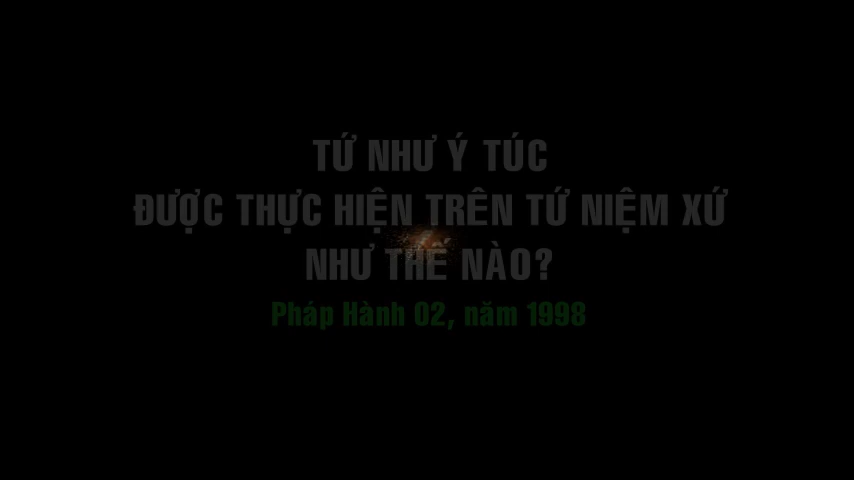 TỨ NHƯ Ý TÚC
ĐƯỢC THỰC HIỆN TRÊN TỨ NIỆM XỨ
NHƯ THẾ NÀO?
Pháp Hành 02, năm 1998